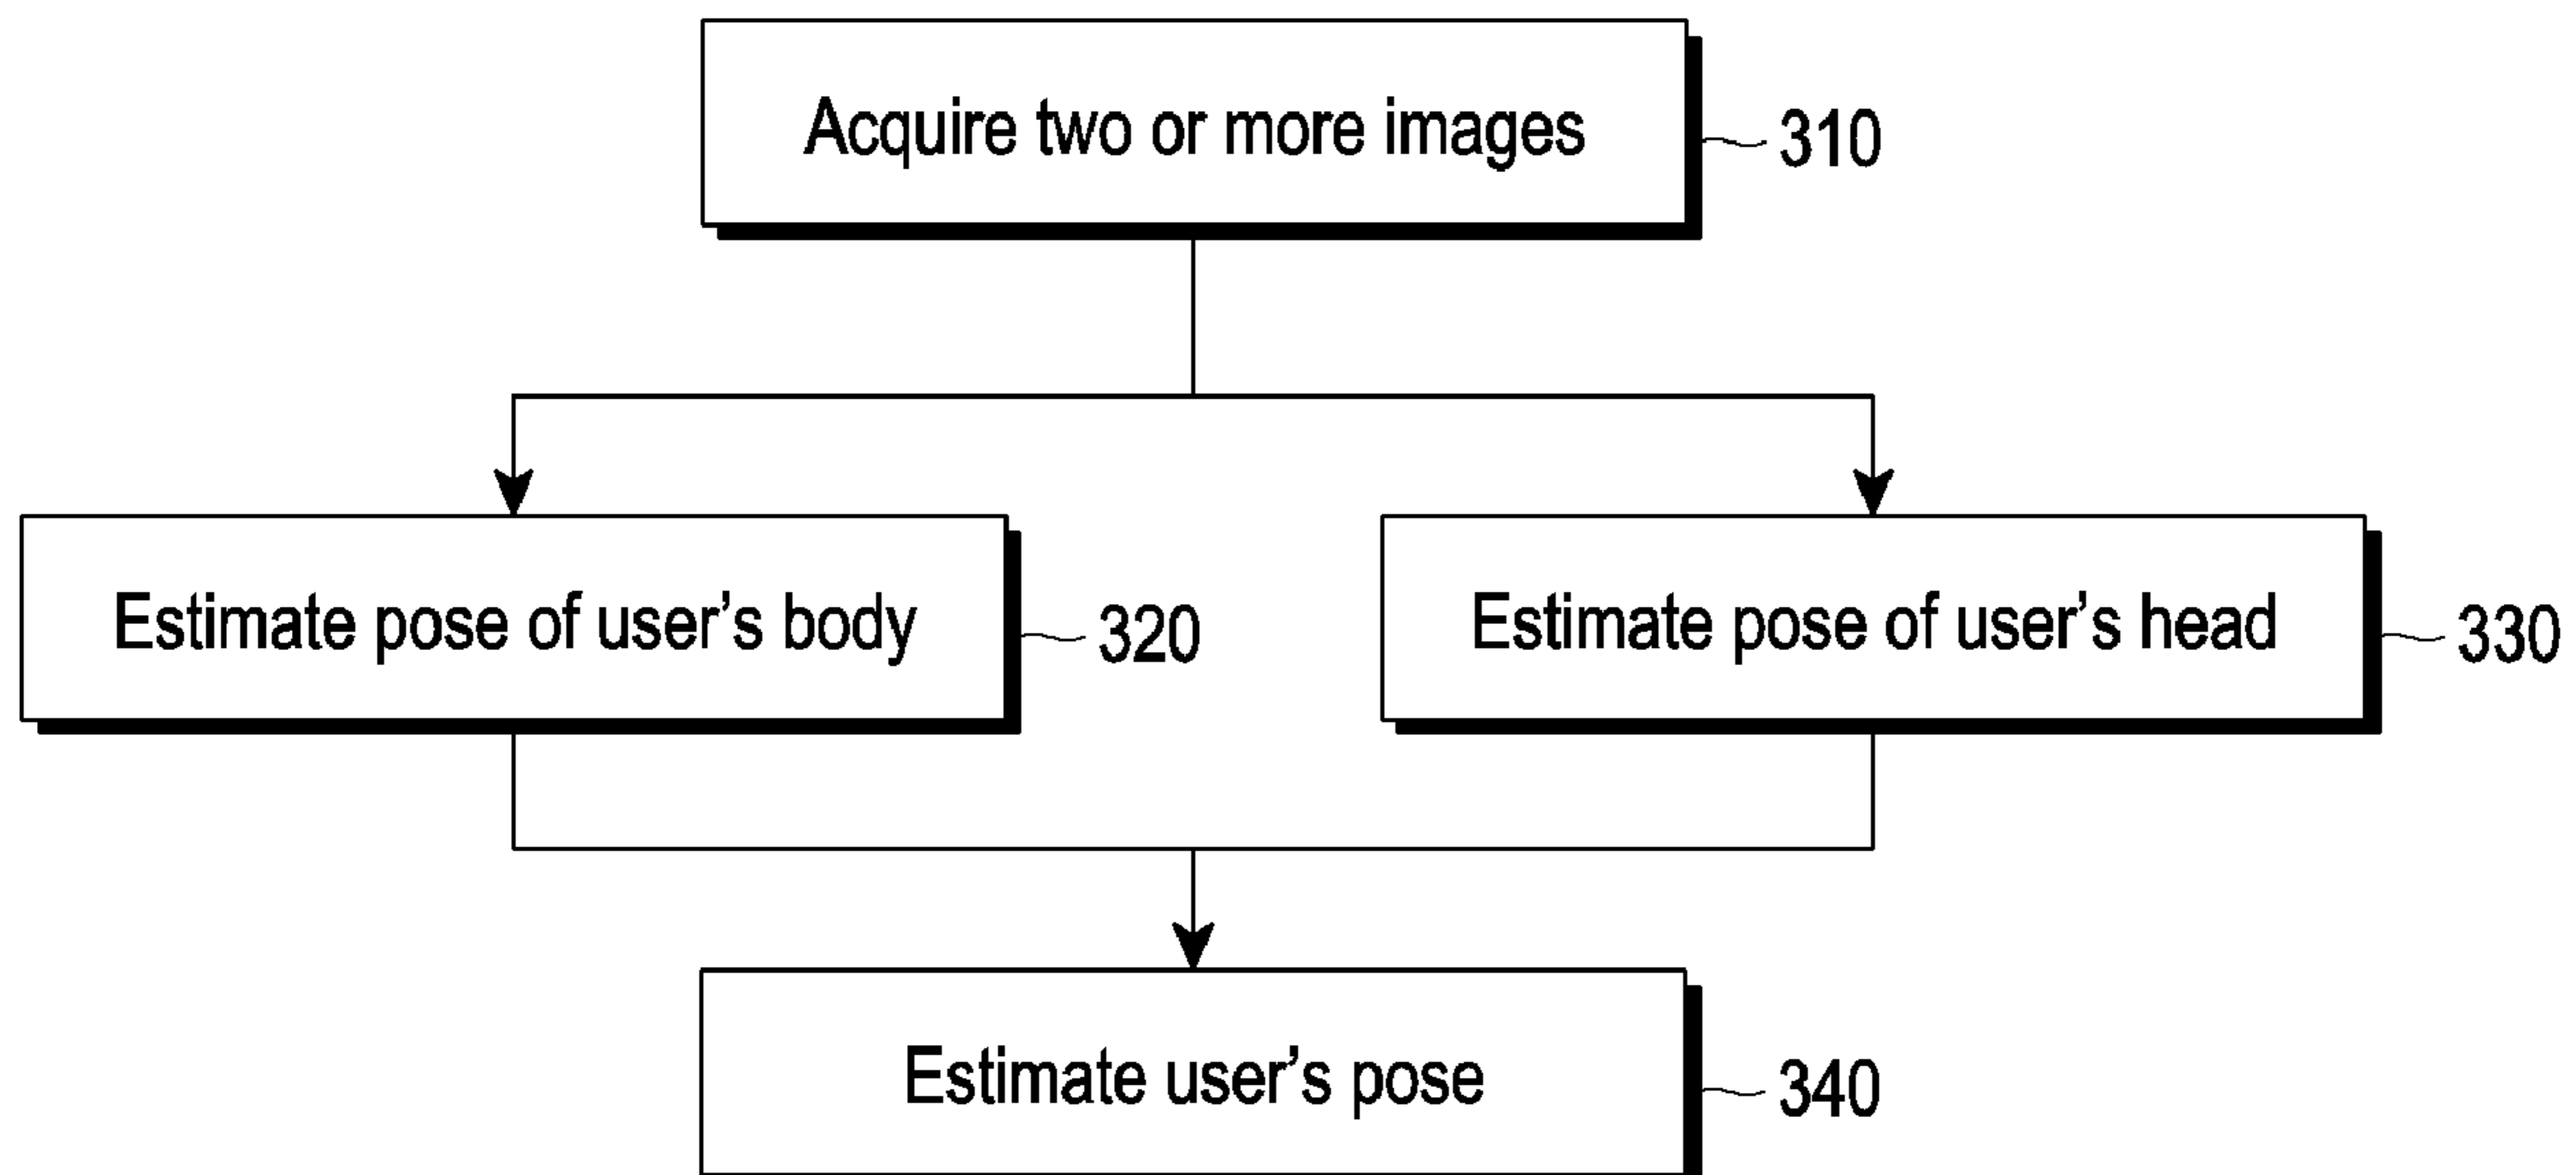 Acquire two or more images
310
Estimate pose of user’s body
320
Estimate pose of user’s head
330
Estimate user’s pose
340